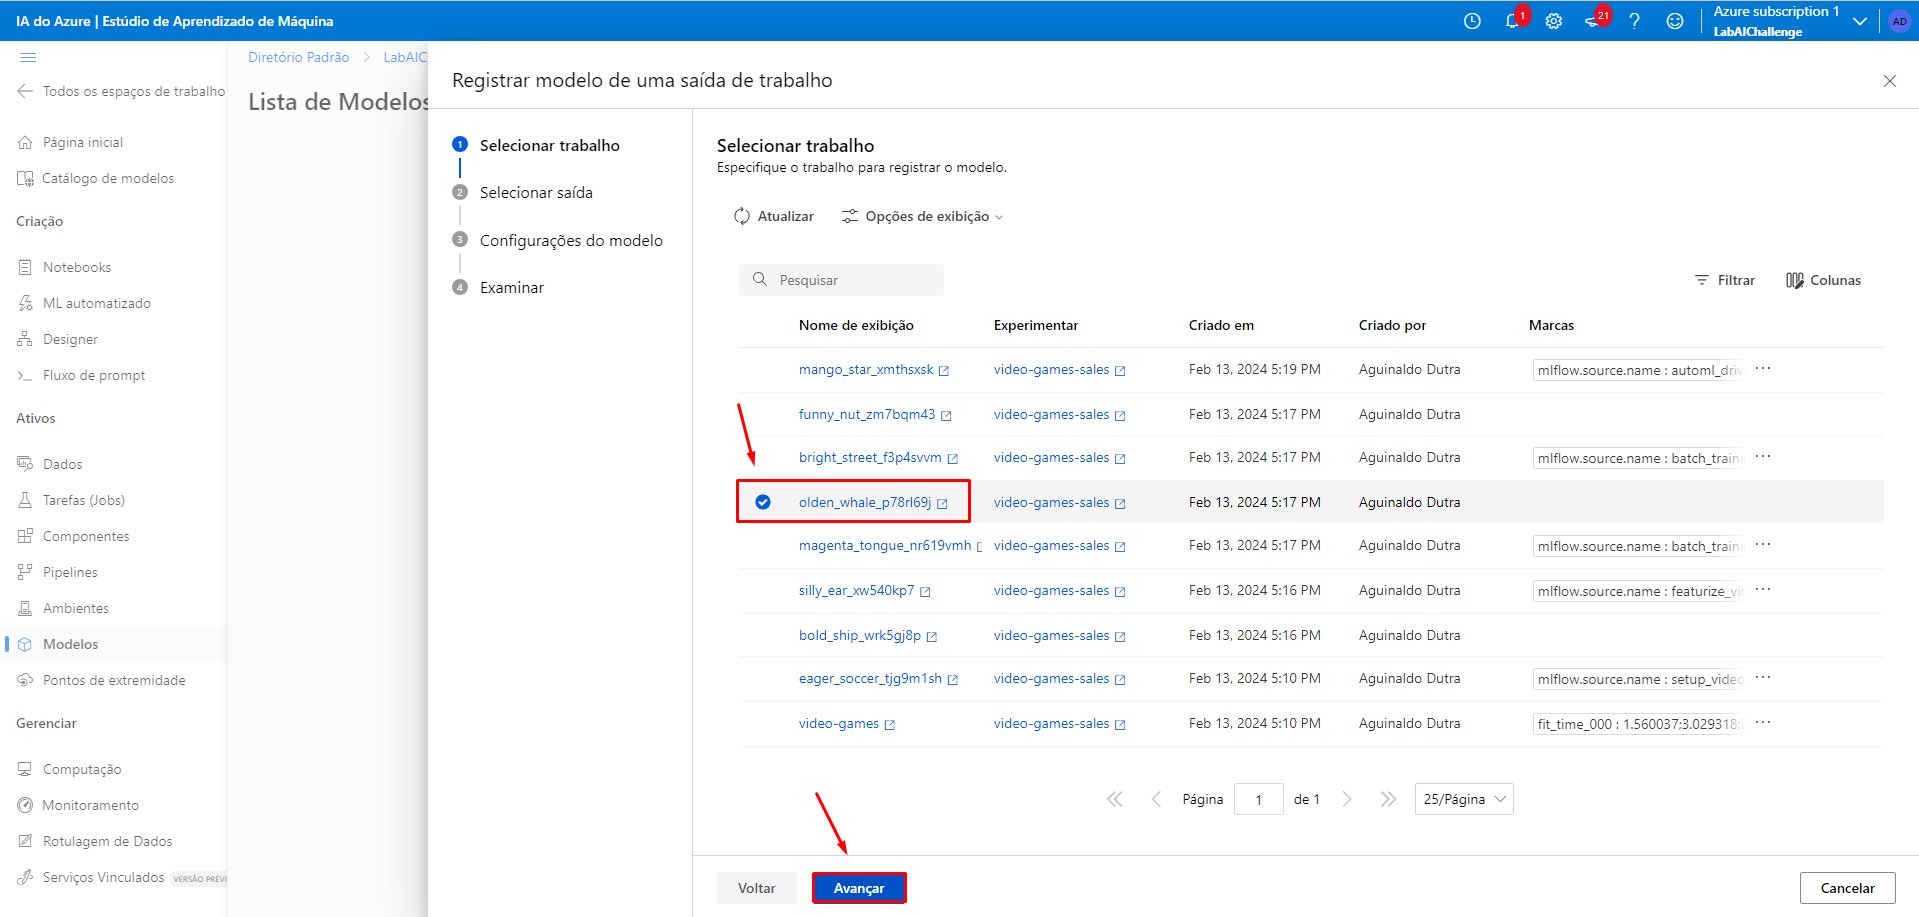 IA do Azure | Estúdio de Aprendizado de Máquina
1
21
Azure subscription 1
LabAIChallenge
AD
Todos os espaços de trabalho
Página inicial
Catálogo de modelos
Criação
Notebooks
ML automatizado
Designer
Fluxo de prompt
Ativos
Dados
Tarefas (Jobs)
Componentes
Pipelines
Ambientes
Modelos
Pontos de extremidade
Gerenciar
Computação
Monitoramento
Rotulagem de Dados
Serviços Vinculados VERSÃO PRÉVI
Diretório Padrão > LabAIC
Lista de Modelos
Registrar modelo de uma saída de trabalho
1 Selecionar trabalho
2 Selecionar saída
3 Configurações do modelo
4 Examinar
Selecionar trabalho
Especifique o trabalho para registrar o modelo.
Atualizar Opções de exibição
Pesquisar
Filtrar Colunas
Nome de exibição Experimentar Criado em Criado por Marcas
mango_star_xmthsxsk video-games-sales Feb 13, 2024 5:19 PM Aguinaldo Dutra mlflow.source.name : automl_driv ...
funny_nut_zm7bqm43 video-games-sales Feb 13, 2024 5:17 PM Aguinaldo Dutra
bright_street_f3p4svvm video-games-sales Feb 13, 2024 5:17 PM Aguinaldo Dutra mlflow.source.name : batch_traini ...
olden_whale_p78rl69j video-games-sales Feb 13, 2024 5:17 PM Aguinaldo Dutra
magenta_tongue_nr619vmh video-games-sales Feb 13, 2024 5:17 PM Aguinaldo Dutra mlflow.source.name : batch_traini ...
silly_ear_xw540kp7 video-games-sales Feb 13, 2024 5:16 PM Aguinaldo Dutra mlflow.source.name : featurize_vi ...
bold_ship_wrk5gj8p video-games-sales Feb 13, 2024 5:16 PM Aguinaldo Dutra
eager_soccer_tjg9m1sh video-games-sales Feb 13, 2024 5:10 PM Aguinaldo Dutra mlflow.source.name : setup_video ...
video-games video-games-sales Feb 13, 2024 5:10 PM Aguinaldo Dutra fit_time_000 : 1.560037;3.029318;2 ...
Página 1 de 1 25/Página
Voltar Avançar Cancelar